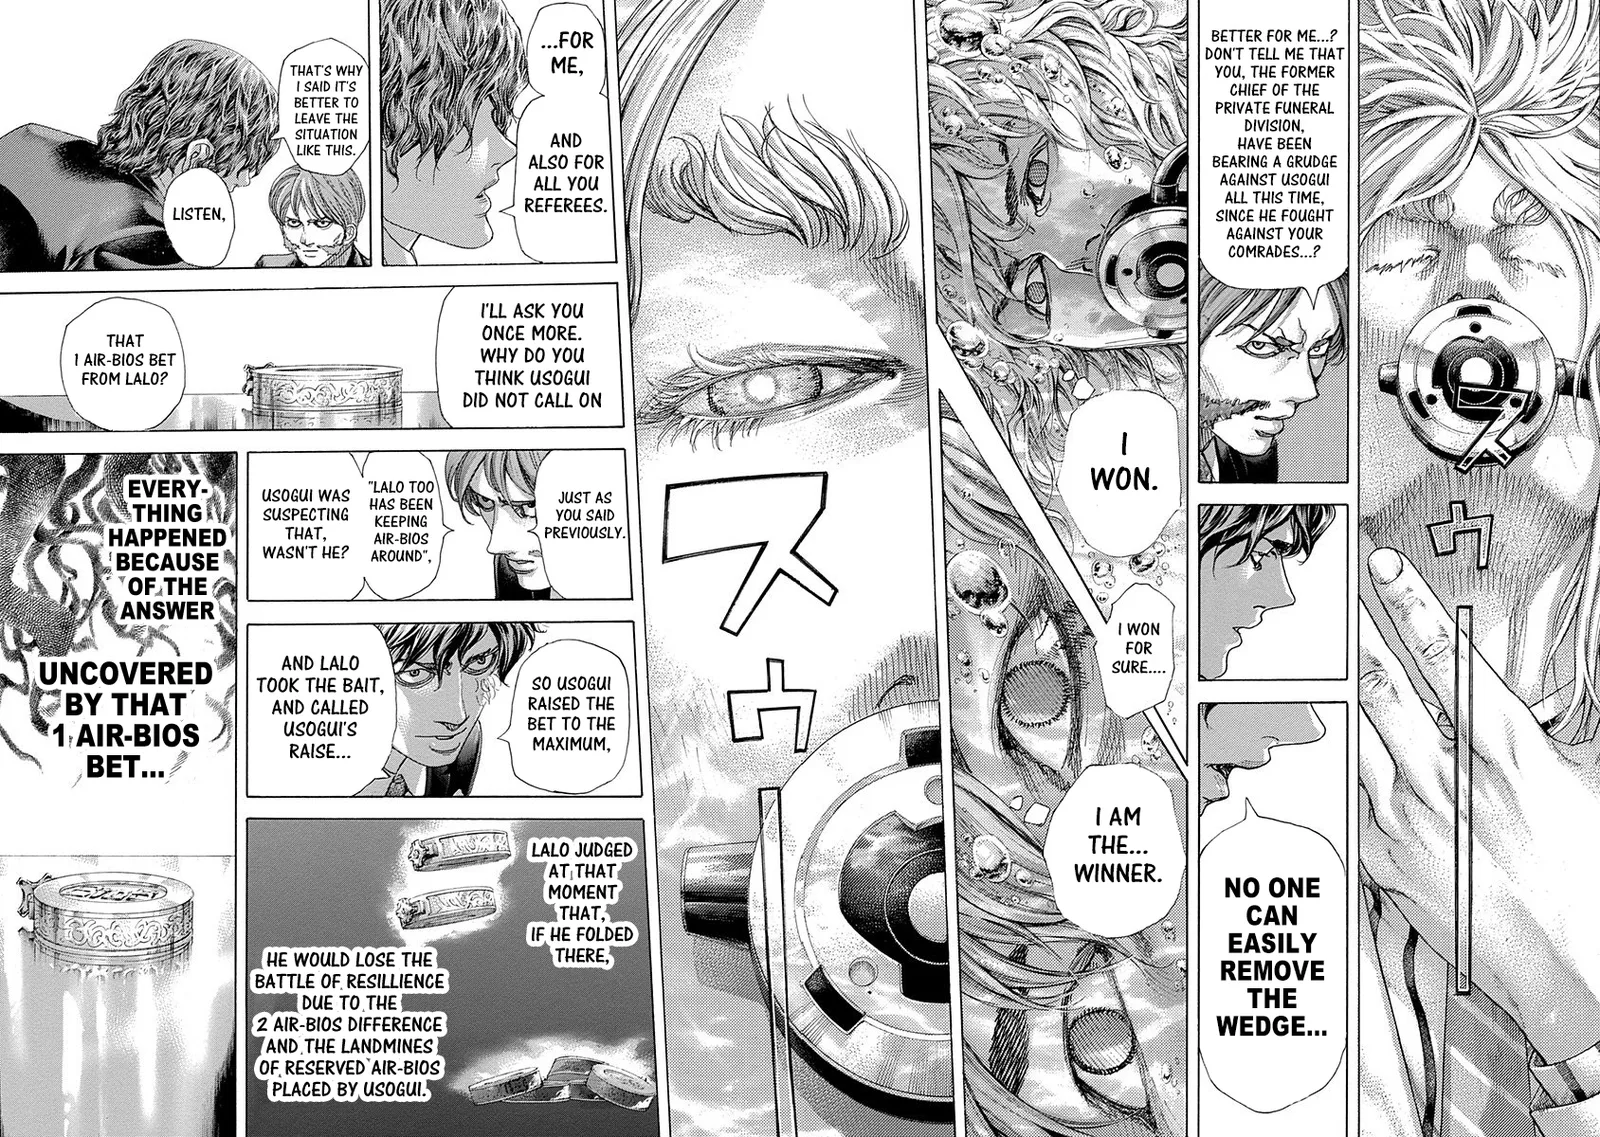 BETTER FOR ME...?
DON'T TELL ME THAT
YOU, THE FORMER
CHIEF OF THE
PRIVATE FUNERAL
DIVISION,
HAVE BEEN
BEARING A GRUDGE
AGAINST USOGUI
ALL THIS TIME,
SINCE HE FOUGHT
AGAINST YOUR
COMRADES...?
スゥ
NO ONE
CAN
EASILY
REMOVE
THE
WEDGE...
I
WON.
I WON
FOR
SURE....
I AM
THE...
WINNER.
スゥ
...FOR
ME,
AND
ALSO FOR
ALL YOU
REFEREES.
THAT'S WHY
I SAID IT'S
BETTER TO
LEAVE THE
SITUATION
LIKE THIS.
LISTEN,
I'LL ASK YOU
ONCE MORE.
WHY DO YOU
THINK USOGUI
DID NOT CALL ON
THAT
1 AIR-BIOS BET
FROM LALO?
JUST AS
YOU SAID
PREVIOUSLY.
"LALO TOO
HAS BEEN
KEEPING
AIR-BIOS
AROUND",
USOGUI WAS
SUSPECTING
THAT,
WASN'T HE?
SO USOGUI
RAISED THE
BET TO THE
MAXIMUM,
AND LALO
TOOK THE BAIT,
AND CALLED
USOGUI'S
RAISE...
LALO JUDGED
AT THAT
MOMENT
THAT,
IF HE FOLDED
THERE,
HE WOULD LOSE THE
BATTLE OF RESILLIENCE
DUE TO THE
2 AIR-BIOS DIFFERENCE
AND THE LANDMINES
OF RESERVED AIR-BIOS
PLACED BY USOGUI.
EVERY-
THING
HAPPENED
BECAUSE
OF THE
ANSWER
UNCOVERED
BY THAT
1 AIR-BIOS
BET...